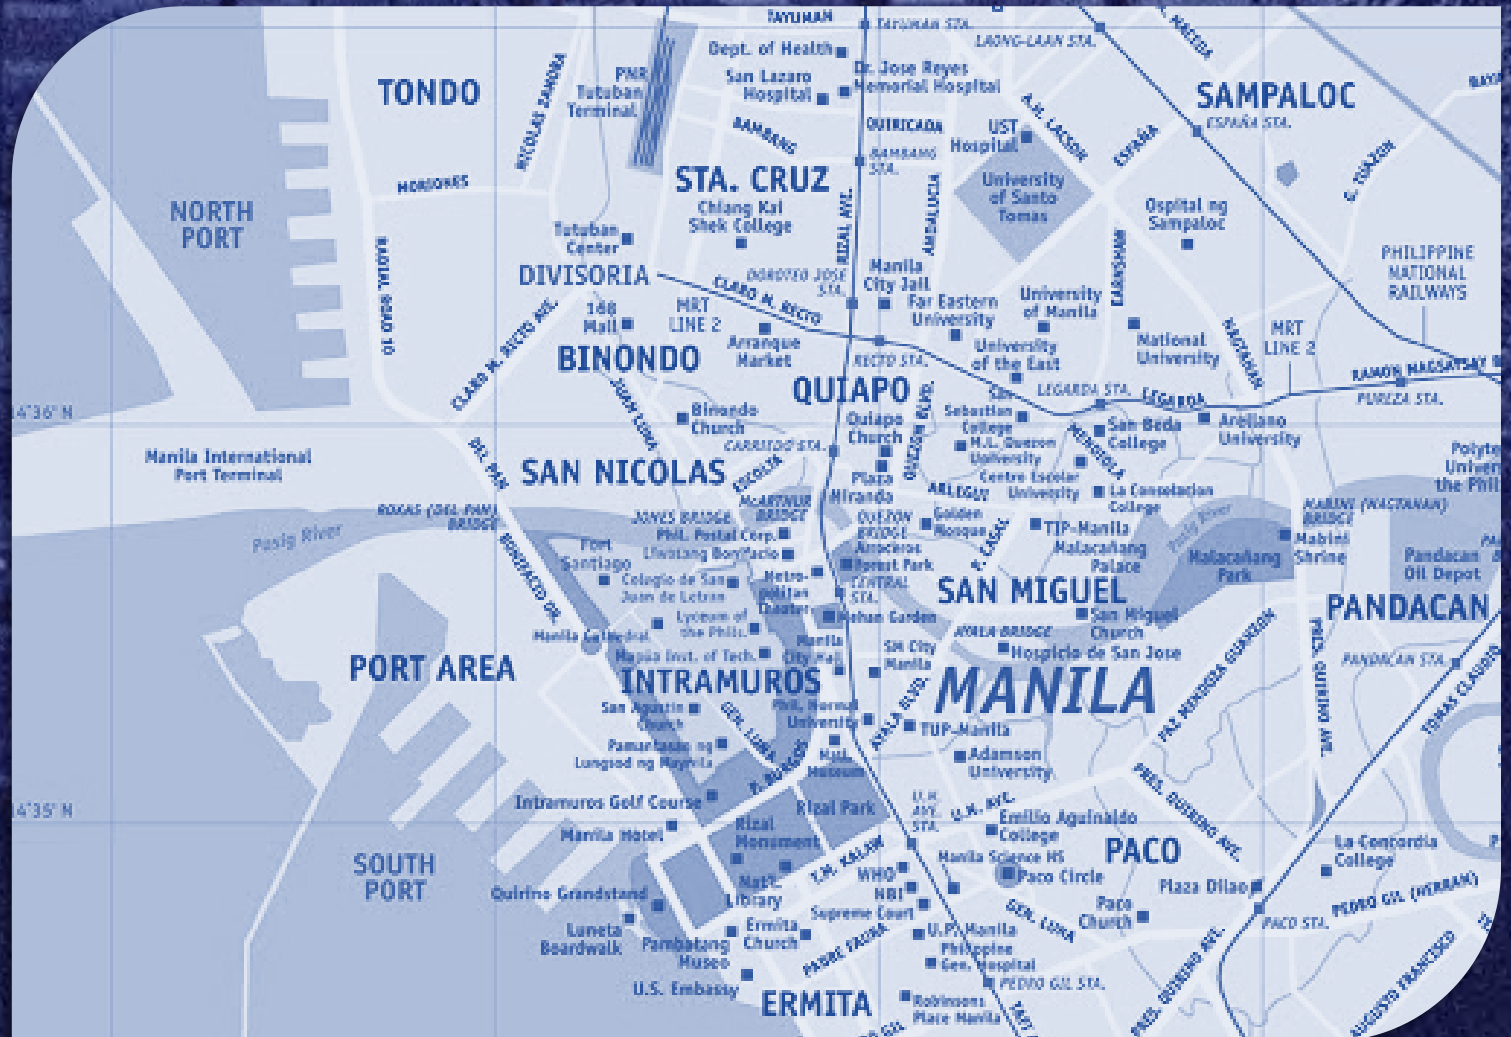 TAYUMAN
TAYUMAN STA.
LAONG-LAAN STA.
Dept. of Health
TONDO
NICOLAS ZAMORA
PNR
Tutuban
Terminal
San Lazaro
Hospital
Dr. Jose Reyes
Memorial Hospital
SAMPALOC
ESPAÑA STA.
A.H. LACSON
ESPAÑA
BAMBANG
QUIRICADA
BAMBANG
STA.
UST
Hospital
University
of Santo
Tomas
STA. CRUZ
Chiang Kai
Shek College
MORIONES
RIZAL AVE.
ANDALUCIA
Ospital ng
Sampaloc
NORTH
PORT
RADIAL ROAD 10
Tutuban
Center
DIVISORIA
DOROTEO JOSE
STA.
Manila
City Jail
EARNSHAW
PHILIPPINE
NATIONAL
RAILWAYS
CLARO M. RECTO
168
Mall
MRT
LINE 2
Arranque
Market
Far Eastern
University
University
of Manila
National
University
NAGTAHAN
MRT
LINE 2
CLARO M. RECTO AVE.
BINONDO
RECTO STA.
University
of the East
QUIAPO
LEGARDA STA.
LEGARDA
RAMON MAGSAYSAY B
PUREZA STA.
JUAN LUNA
Binondo
Church
CARRIEDO STA.
Quiapo
Church
QUEZON BLVD.
San
Sebastian
College
M.L. Quezon
University
MENDIOLA
San Beda
College
Arellano
University
4°36' N
Manila International
Port Terminal
DEL PAN
SAN NICOLAS
ESCOLTA
Plaza
Miranda
Centro Escolar
University
ARLEGUI
La Consolacion
College
Polyte
Univer
the Phil
ROXAS (DEL PAN)
BRIDGE
JONES BRIDGE
McARTHUR
BRIDGE
QUEZON
BRIDGE
Golden
Mosque
P. CASAL
TIP-Manila
Malacañang
Palace
Pasig River
MABINI (NAGTAHAN)
BRIDGE
Mabini
Shrine
Malacañang
Park
Pandacan
Oil Depot
Pasig River
BONIFACIO DR.
Phil. Postal Corp.
Liwasang Bonifacio
Fort
Santiago
Colegio de San
Juan de Letran
Metro-
politan
Theater
Arroceros
Forest Park
CENTRAL
STA.
SAN MIGUEL
San Miguel
Church
PANDACAN
Lyceum of
the Phils.
Mehan Garden
Manila Cathedral
Manila
City Hall
AYALA BRIDGE
Hospicio de San Jose
Mapúa Inst. of Tech.
SM City
Manila
PORT AREA
INTRAMUROS
MANILA
PAZ MENDOZA GUAZON
PRES. QUIRINO AVE.
PANDACAN STA.
TOMAS CLAUDIO
San Agustin
Church
GEN. LUNA
Phil. Normal
University
AYALA BLVD.
TUP-Manila
Pamantasan ng
Lungsod ng Maynila
P. BURGOS
Natl.
Museum
Adamson
University
PRES. QUIRINO AVE.
4°35' N
Intramuros Golf Course
Rizal Park
U.N.
AVE.
STA.
U.N. AVE.
Emilio Aguinaldo
College
Manila Hotel
Rizal
Monument
T.M. KALAW
Manila Science HS
PACO
La Concordia
College
SOUTH
PORT
Quirino Grandstand
Nat'l.
Library
WHO
NBI
Paco Circle
Plaza Dilao
Supreme Court
GEN. LUNA
Paco
Church
PACO STA.
PEDRO GIL (HERRAN)
Luneta
Boardwalk
Pambatang
Museo
Ermita
Church
PADRE FAURA
U.P. Manila
Philippine
Gen. Hospital
PEDRO GIL STA.
U.S. Embassy
ERMITA
Robinsons
Place Manila
PRES. QUIRINO AVE.
AUGUSTO FRANCISCO